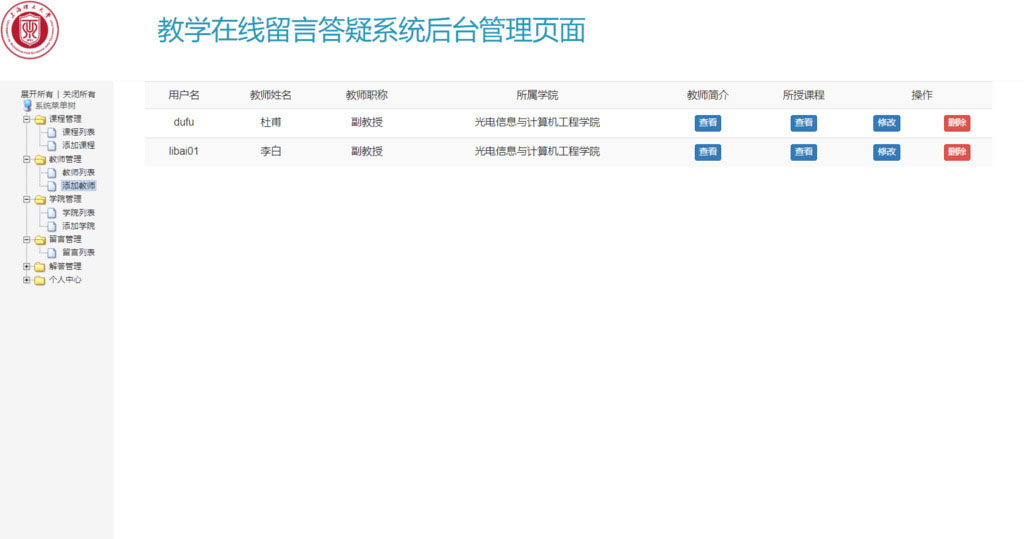 教学在线留言答疑系统后台管理页面
展开所有 | 关闭所有
系统菜单树
课程管理
课程列表
添加课程
教师管理
教师列表
添加教师
学院管理
学院列表
添加学院
留言管理
留言列表
解答管理
个人中心
用户名 教师姓名 教师职称 所属学院 教师简介 所授课程 操作
dufu 杜甫 副教授 光电信息与计算机工程学院 查看 查看 修改 删除
libai01 李白 副教授 光电信息与计算机工程学院 查看 查看 修改 删除